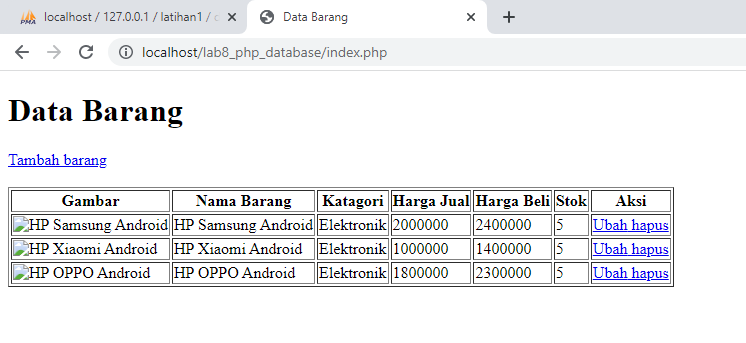 localhost / 127.0.0.1 / latihan1 /
Data Barang
localhost/lab8_php_database/index.php
Data Barang
Tambah barang
Gambar Nama Barang Katagori Harga Jual Harga Beli Stok Aksi
HP Samsung Android HP Samsung Android Elektronik 2000000 2400000 5 Ubah hapus
HP Xiaomi Android HP Xiaomi Android Elektronik 1000000 1400000 5 Ubah hapus
HP OPPO Android HP OPPO Android Elektronik 1800000 2300000 5 Ubah hapus